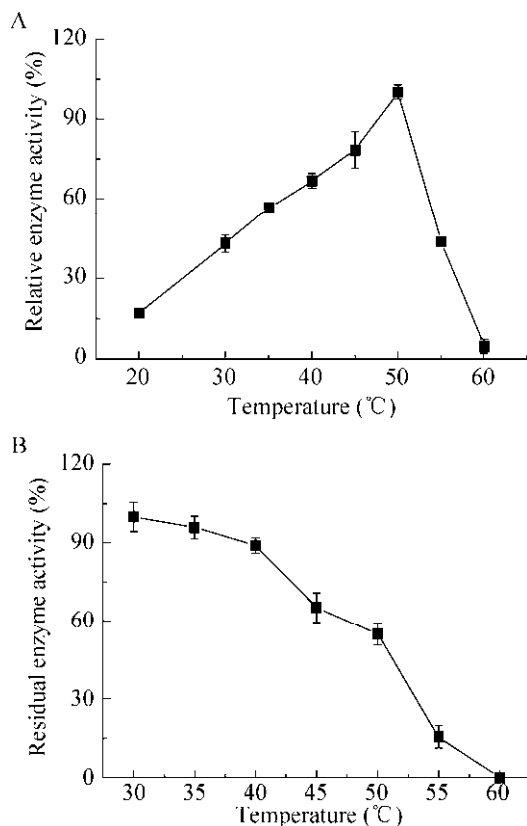 A
Relative enzyme activity (%)
120
90
60
30
0
20 30 40 50 60
Temperature (℃)
B
Residual enzyme activity (%)
120
90
60
30
0
30 35 40 45 50 55 60
Temperature (℃)